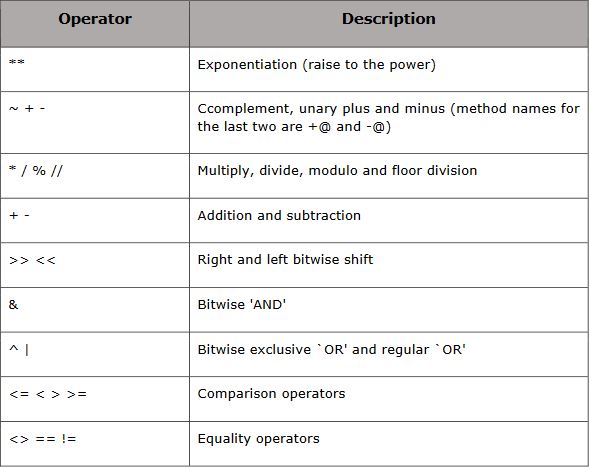 Operator Description
** Exponentiation (raise to the power)
~ + - Ccomplement, unary plus and minus (method names for
the last two are +@ and -@)
* / % // Multiply, divide, modulo and floor division
+ - Addition and subtraction
>> << Right and left bitwise shift
& Bitwise 'AND'
^ | Bitwise exclusive `OR' and regular `OR'
<= < > >= Comparison operators
<> == != Equality operators